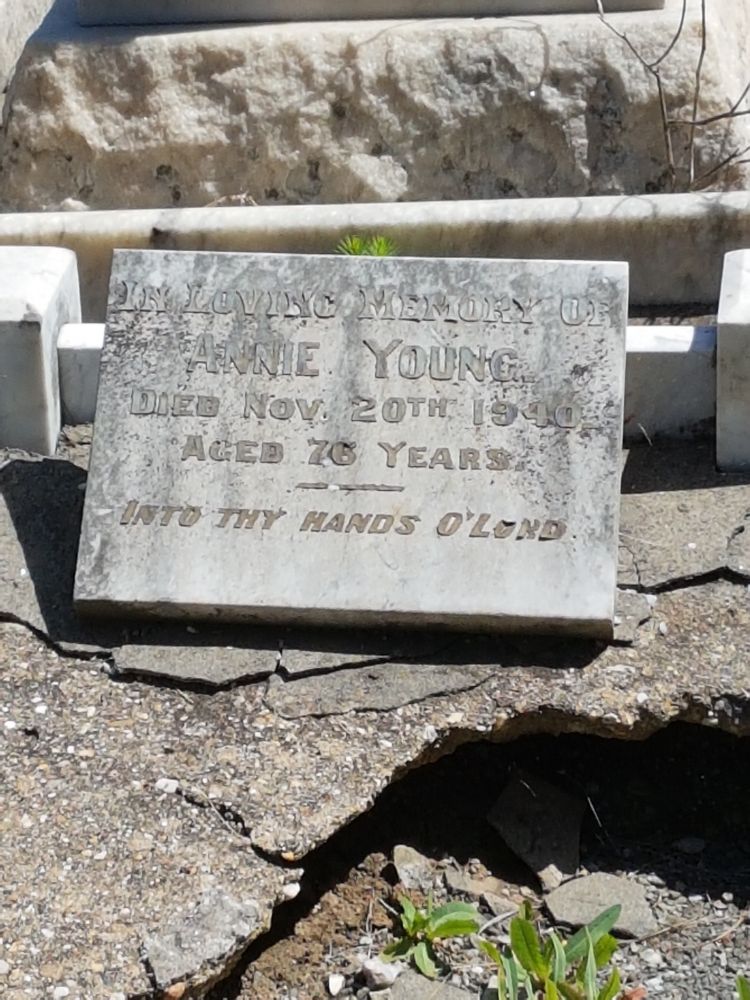 IN LOVING MEMORY OF
ANNIE YOUNG.
DIED NOV. 20TH 1940.
AGED 76 YEARS.
INTO THY HANDS O'LORD.